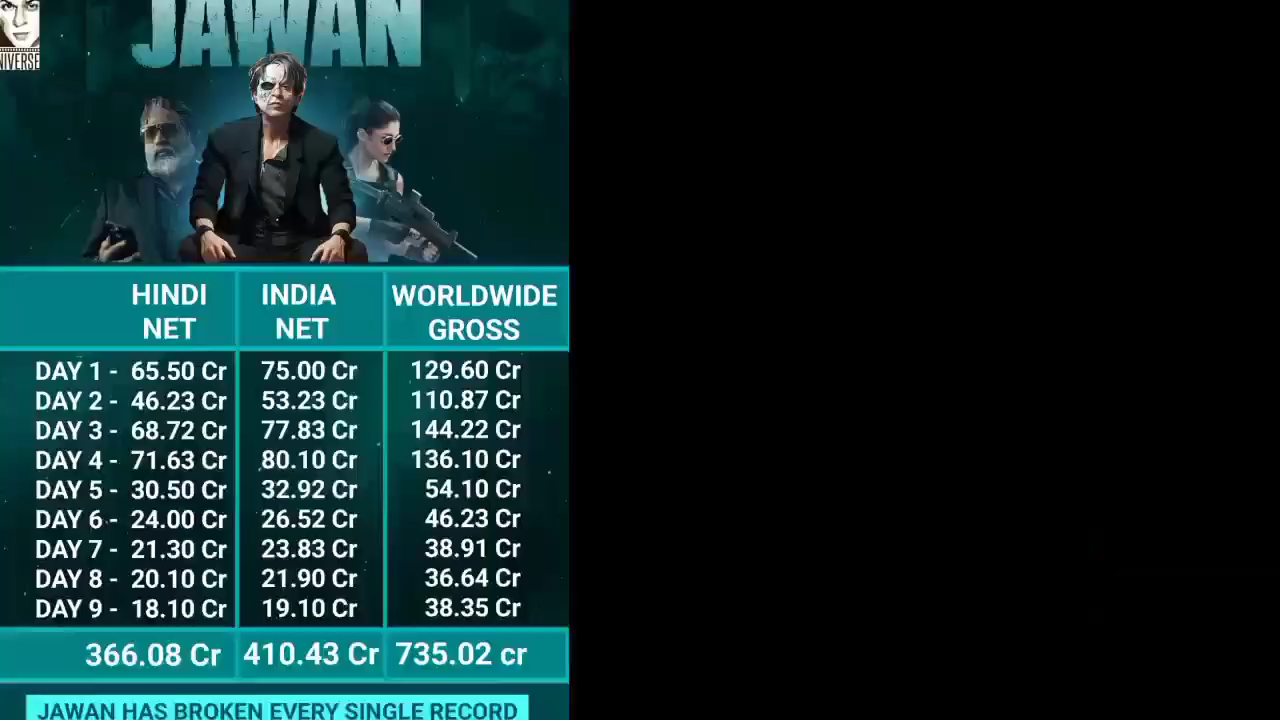 JAWAN
NIVERSE
HINDI NET
INDIA NET
WORLDWIDE GROSS
DAY 1 - 65.50 Cr 75.00 Cr 129.60 Cr
DAY 2 - 46.23 Cr 53.23 Cr 110.87 Cr
DAY 3 - 68.72 Cr 77.83 Cr 144.22 Cr
DAY 4 - 71.63 Cr 80.10 Cr 136.10 Cr
DAY 5 - 30.50 Cr 32.92 Cr 54.10 Cr
DAY 6 - 24.00 Cr 26.52 Cr 46.23 Cr
DAY 7 - 21.30 Cr 23.83 Cr 38.91 Cr
DAY 8 - 20.10 Cr 21.90 Cr 36.64 Cr
DAY 9 - 18.10 Cr 19.10 Cr 38.35 Cr
366.08 Cr 410.43 Cr 735.02 cr
JAWAN HAS BROKEN EVERY SINGLE RECORD